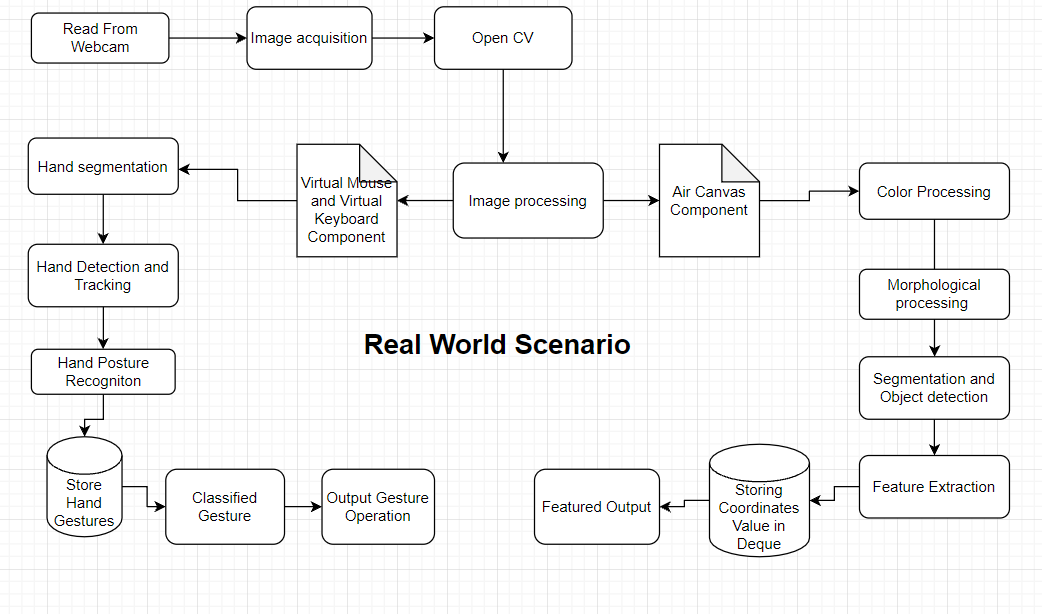 Read From
Webcam
Image acquisition
Open CV
Hand segmentation
Virtual Mouse
and Virtual
Keyboard
Component
Image processing
Air Canvas
Component
Color Processing
Hand Detection and
Tracking
Morphological
processing
Real World Scenario
Hand Posture
Recogniton
Segmentation and
Object detection
Store
Hand
Gestures
Classified
Gesture
Output Gesture
Operation
Featured Output
Storing
Coordinates
Value in
Deque
Feature Extraction